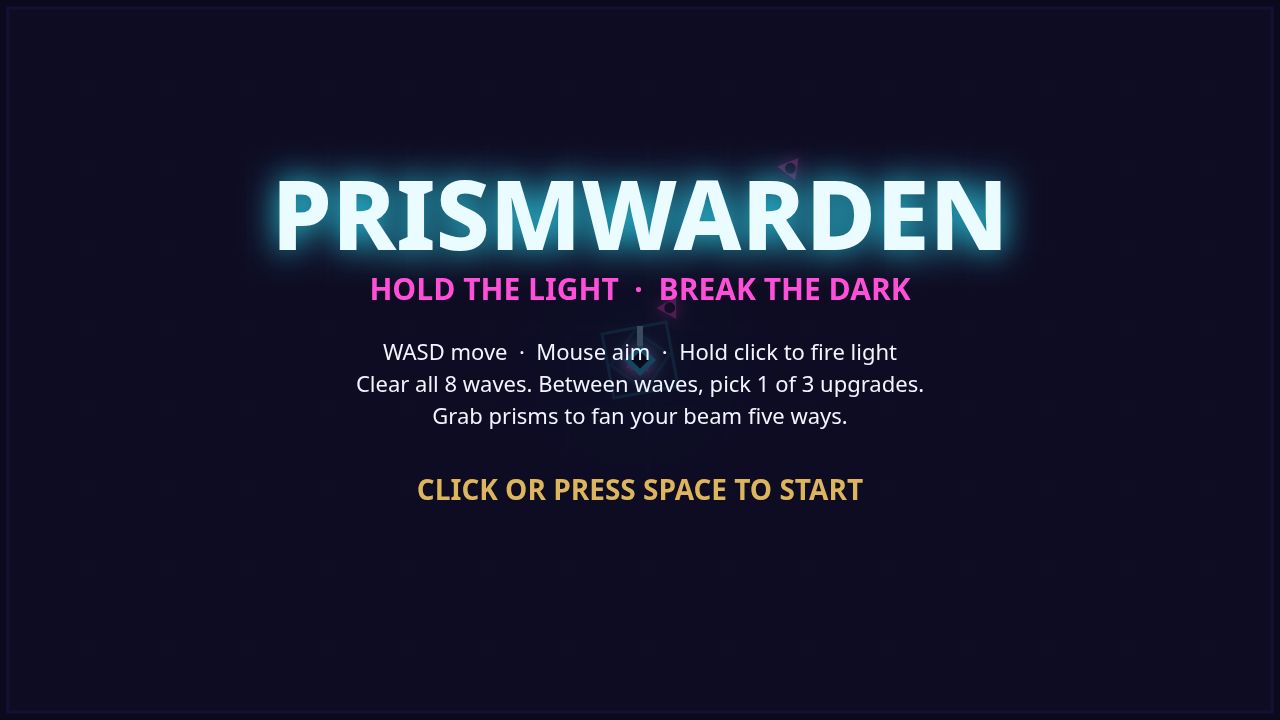 PRISMWARDEN
HOLD THE LIGHT · BREAK THE DARK
WASD move · Mouse aim · Hold click to fire light
Clear all 8 waves. Between waves, pick 1 of 3 upgrades.
Grab prisms to fan your beam five ways.
CLICK OR PRESS SPACE TO START